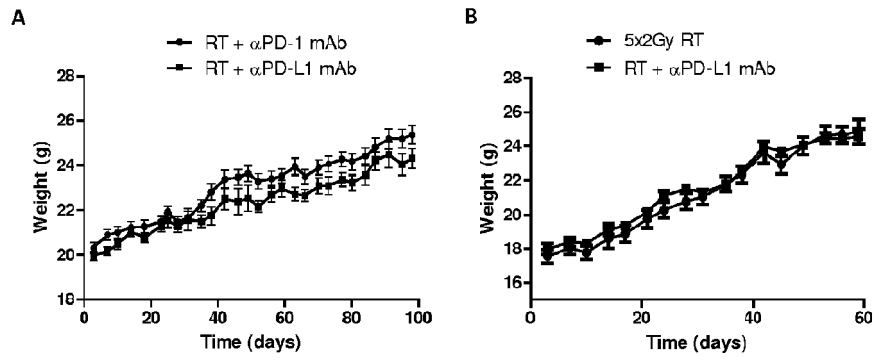 A
RT + αPD-1 mAb
RT + αPD-L1 mAb
28
26
24
22
20
18
0
20
40
60
80
100
Weight (g)
Time (days)
B
5x2Gy RT
RT + αPD-L1 mAb
28
26
24
22
20
18
16
0
20
40
60
Weight (g)
Time (days)